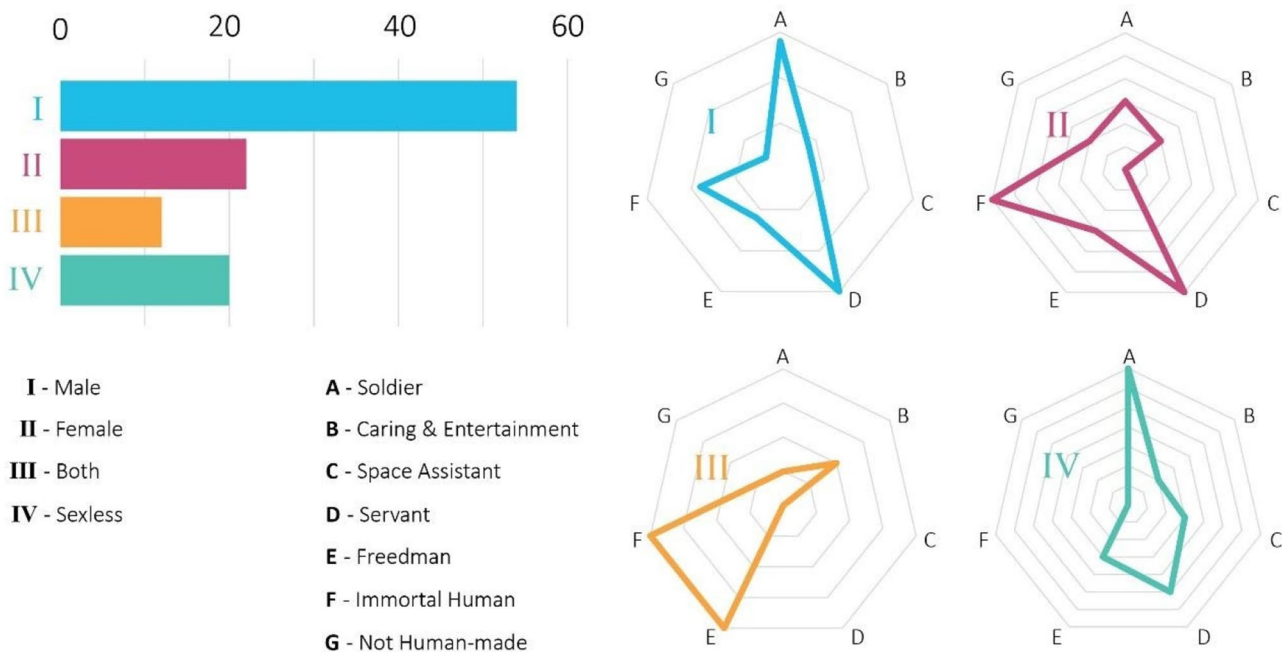 0 20 40 60
I
II
III
IV
I - Male
II - Female
III - Both
IV - Sexless
A - Soldier
B - Caring & Entertainment
C - Space Assistant
D - Servant
E - Freedman
F - Immortal Human
G - Not Human-made
A
G B
I
F C
E D
A
G B
II
F C
E D
A
G B
III
F C
E D
A
G B
IV
F C
E D